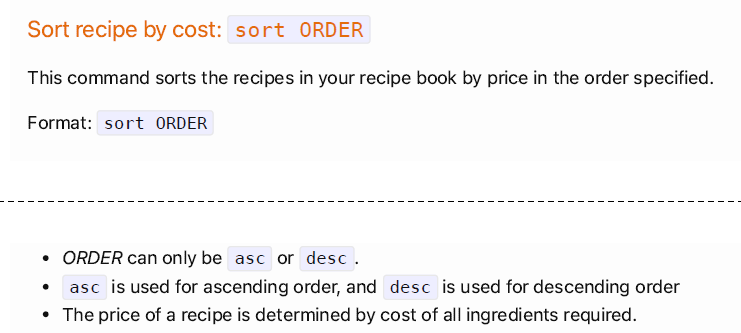 Sort recipe by cost: sort ORDER
This command sorts the recipes in your recipe book by price in the order specified.
Format: sort ORDER
• ORDER can only be asc or desc.
• asc is used for ascending order, and desc is used for descending order
• The price of a recipe is determined by cost of all ingredients required.